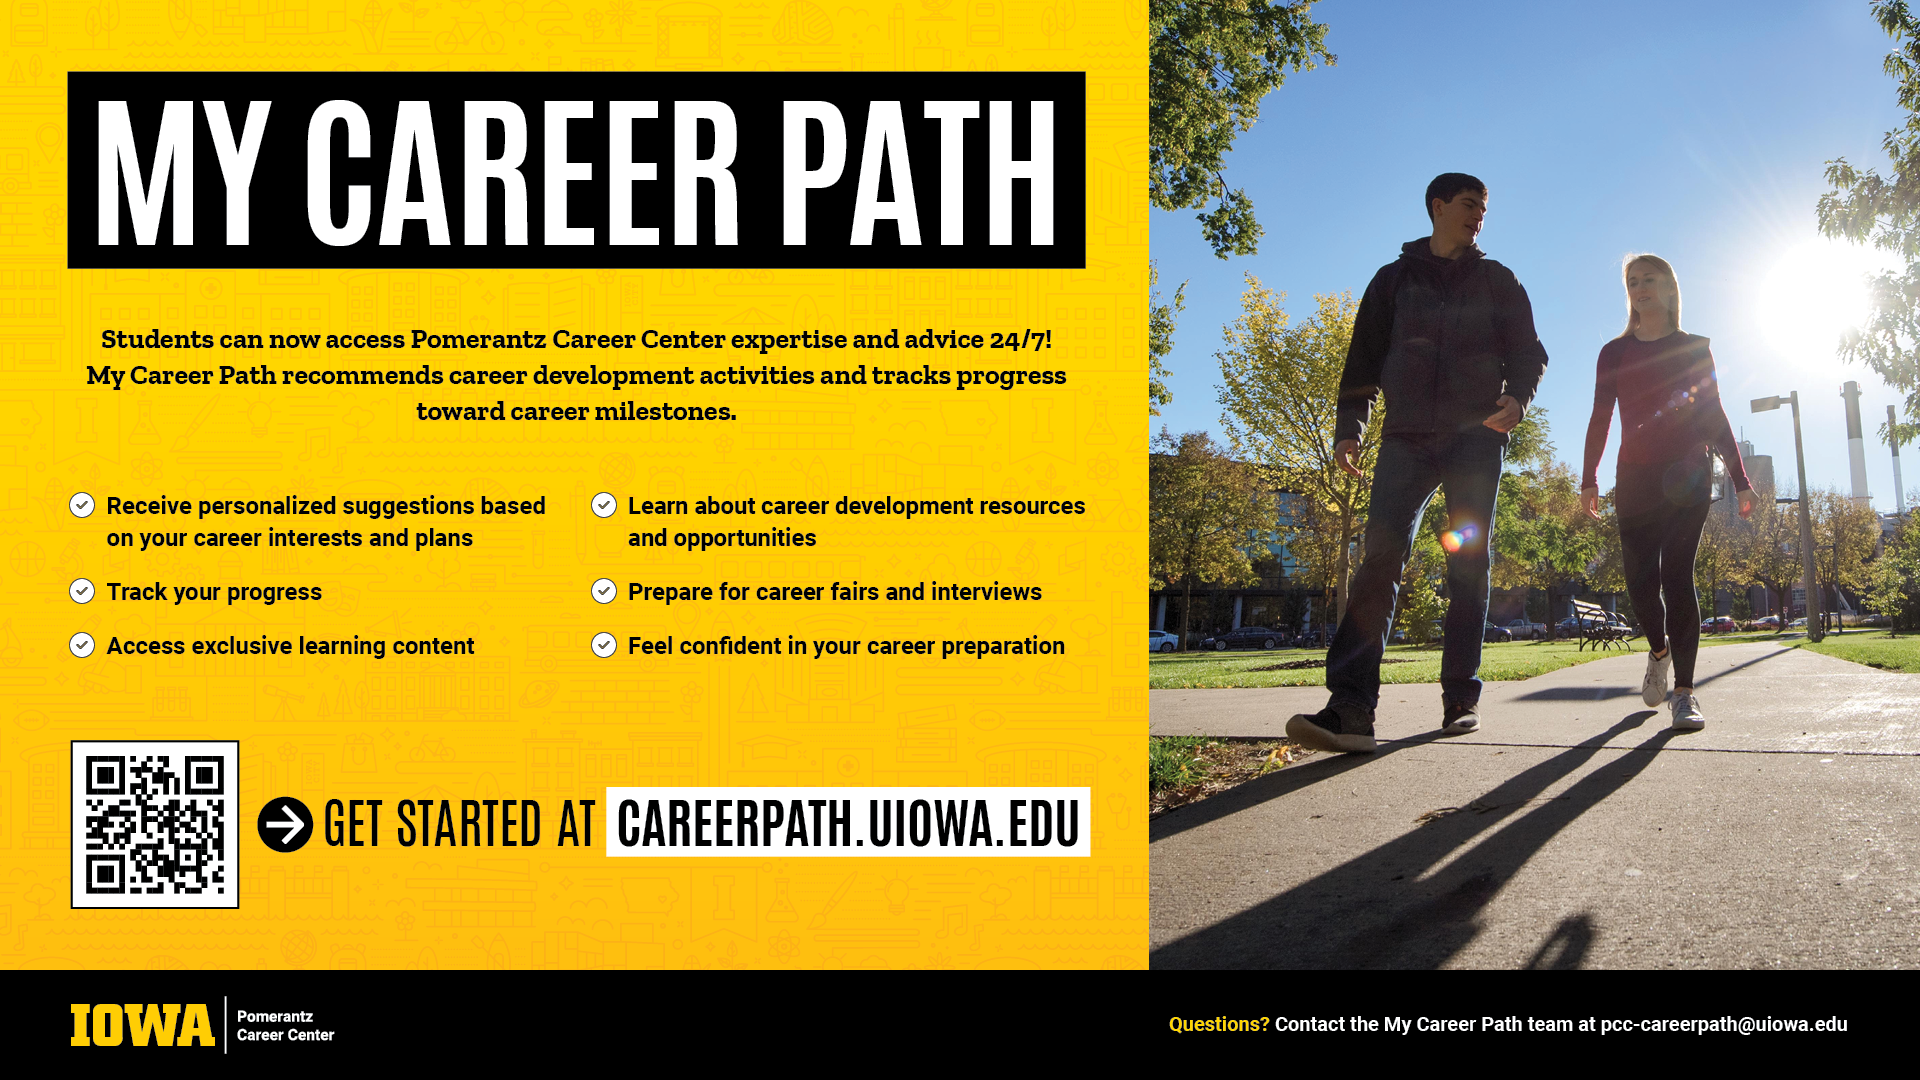 MY CAREER PATH
Students can now access Pomerantz Career Center expertise and advice 24/7!
My Career Path recommends career development activities and tracks progress
toward career milestones.
Receive personalized suggestions based
on your career interests and plans
Track your progress
Access exclusive learning content
Learn about career development resources
and opportunities
Prepare for career fairs and interviews
Feel confident in your career preparation
GET STARTED AT CAREERPATH.UIOWA.EDU
IOWA
Pomerantz
Career Center
Questions? Contact the My Career Path team at pcc-careerpath@uiowa.edu